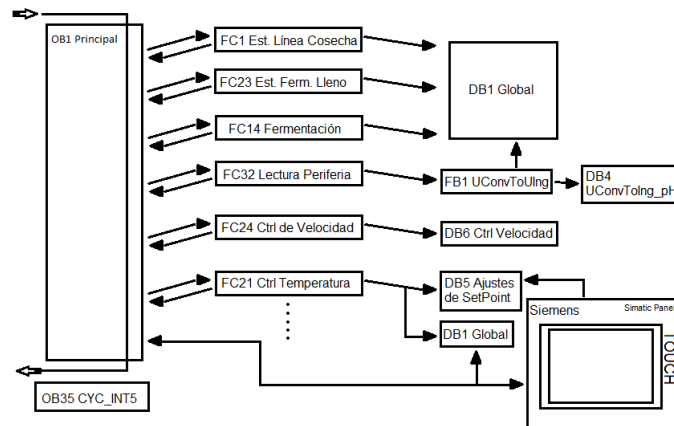 OB1 Principal
FC1 Est. Línea Cosecha
FC23 Est. Ferm. Lleno
DB1 Global
FC14 Fermentación
FC32 Lectura Periferia
FB1 UConvToUIng
DB4
UConvToIng_pH
FC24 Ctrl de Velocidad
DB6 Ctrl Velocidad
FC21 Ctrl Temperatura
DB5 Ajustes
de SetPoint
Siemens
Simatic Panel
TOUCH
DB1 Global
OB35 CYC_INT5